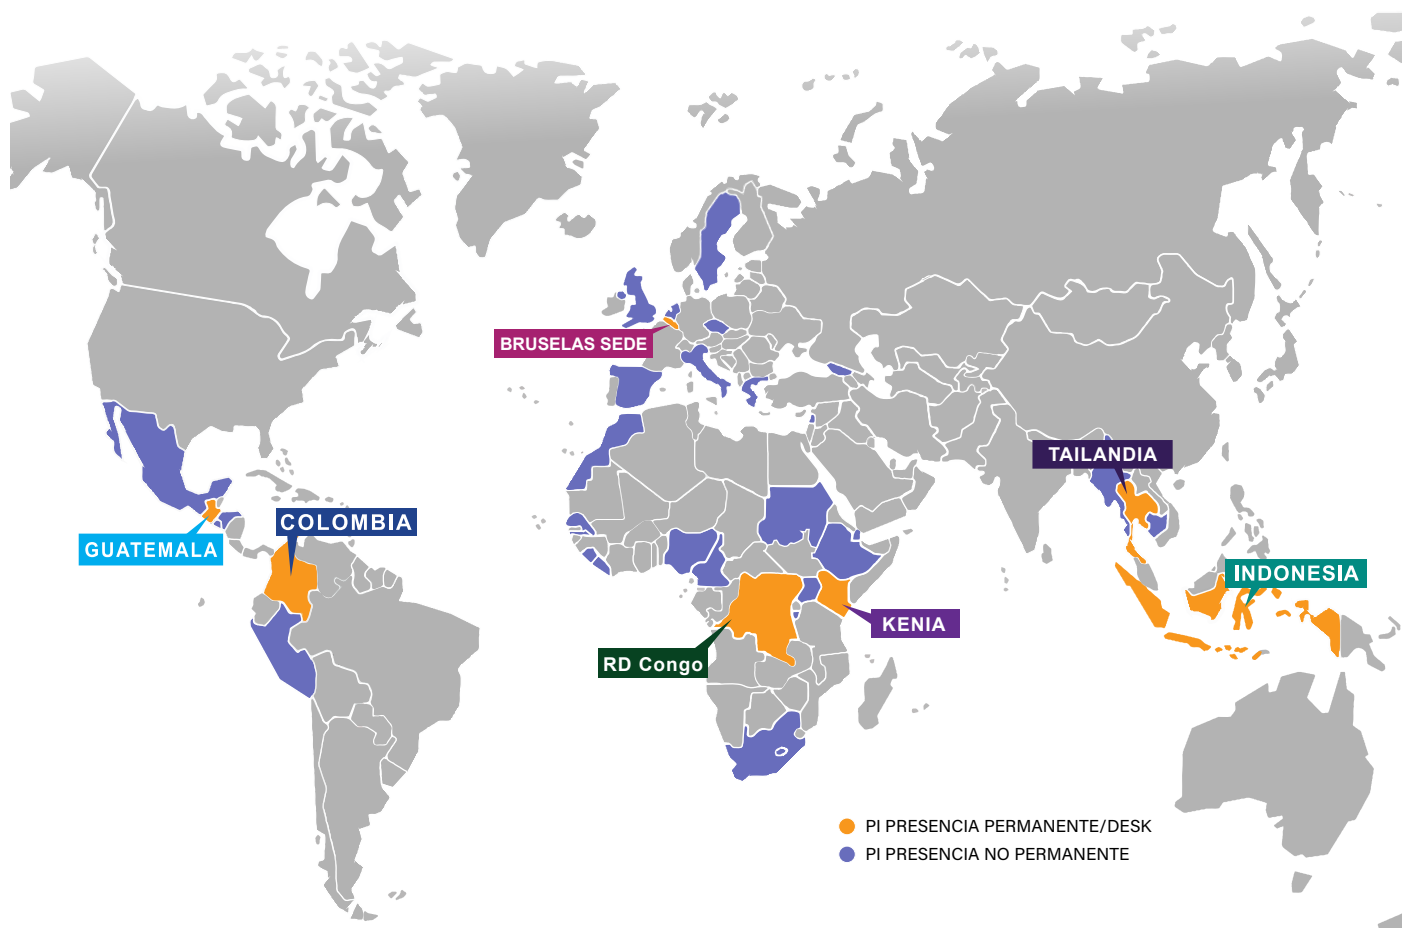 BRUSELAS SEDE
TAILANDIA
COLOMBIA
GUATEMALA
INDONESIA
KENIA
RD Congo
PI PRESENCIA PERMANENTE/DESK
PI PRESENCIA NO PERMANENTE